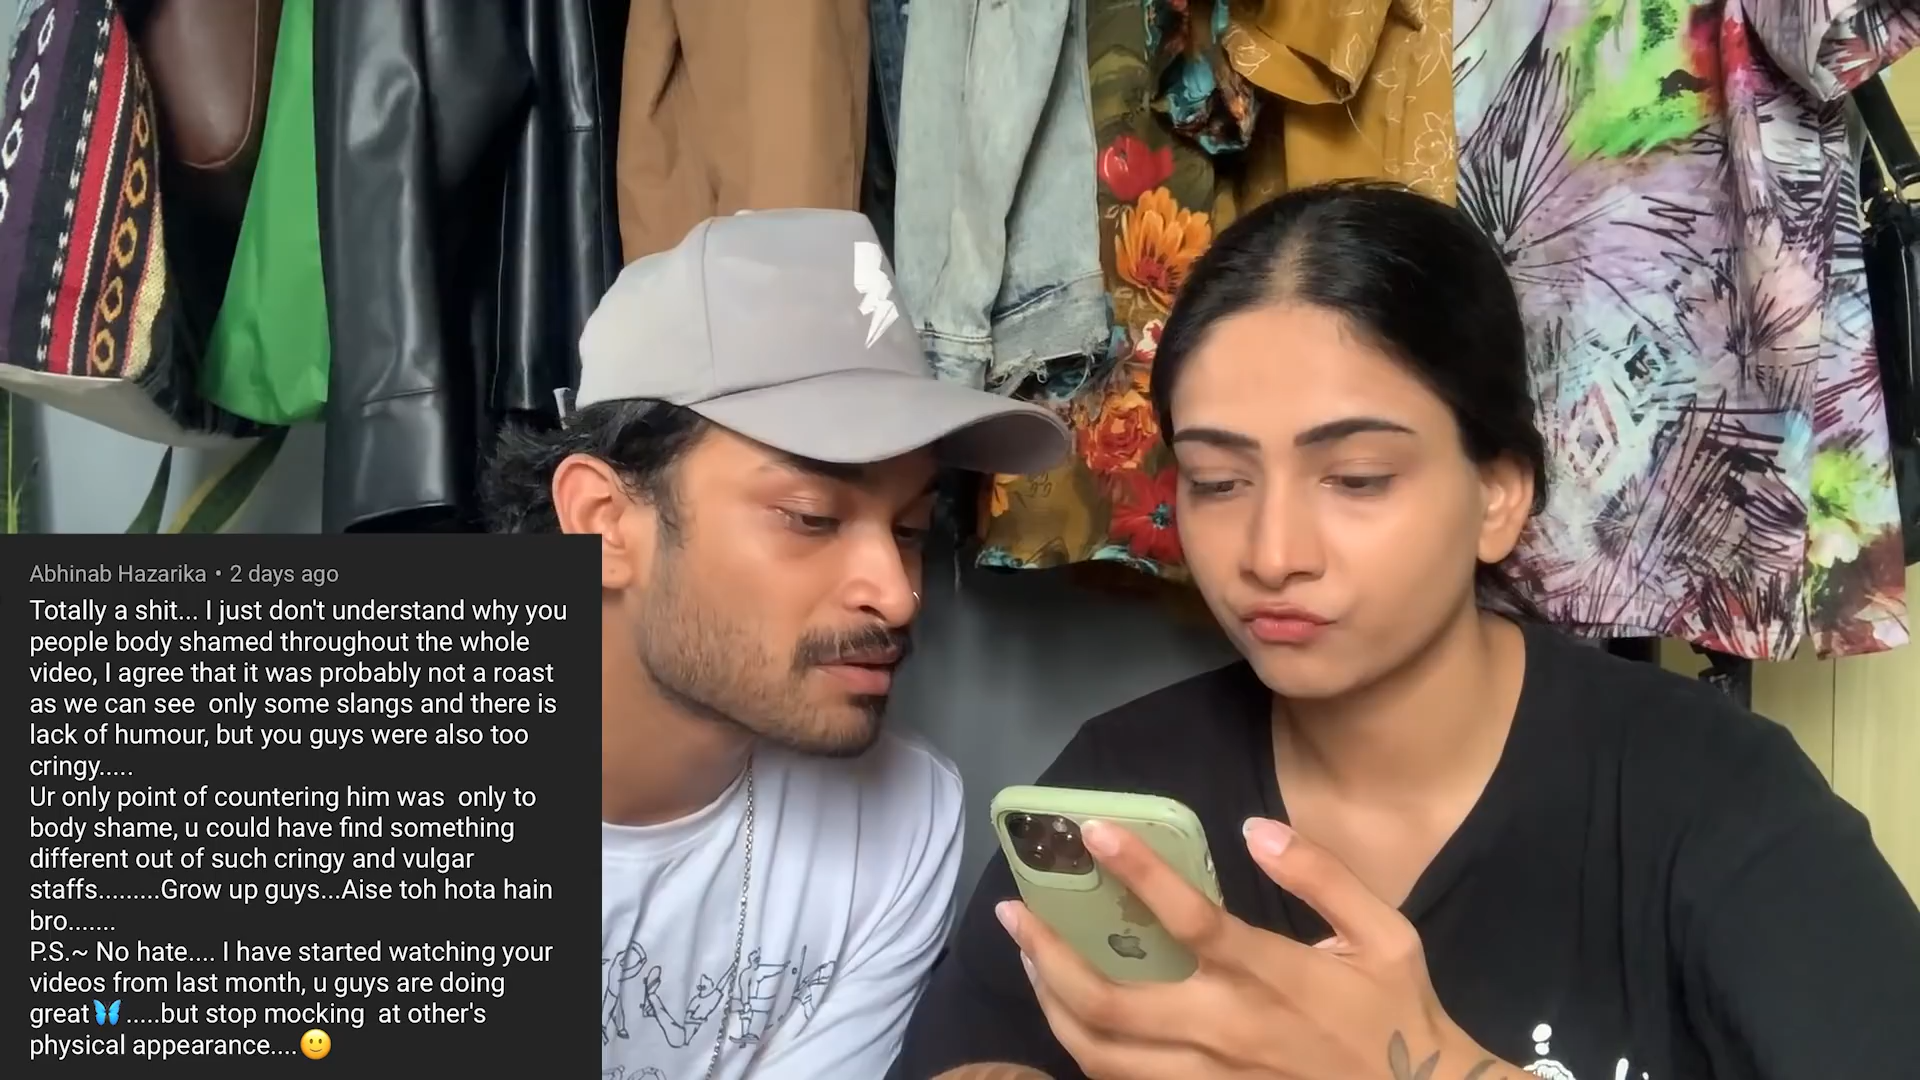 Abhinab Hazarika • 2 days ago
Totally a shit... I just don't understand why you
people body shamed throughout the whole
video, I agree that it was probably not a roast
as we can see  only some slangs and there is
lack of humour, but you guys were also too
cringy.....
Ur only point of countering him was  only to
body shame, u could have find something
different out of such cringy and vulgar
staffs.........Grow up guys...Aise toh hota hain
bro.......
P.S.~ No hate.... I have started watching your
videos from last month, u guys are doing
great🦋.....but stop mocking  at other's
physical appearance....🙂